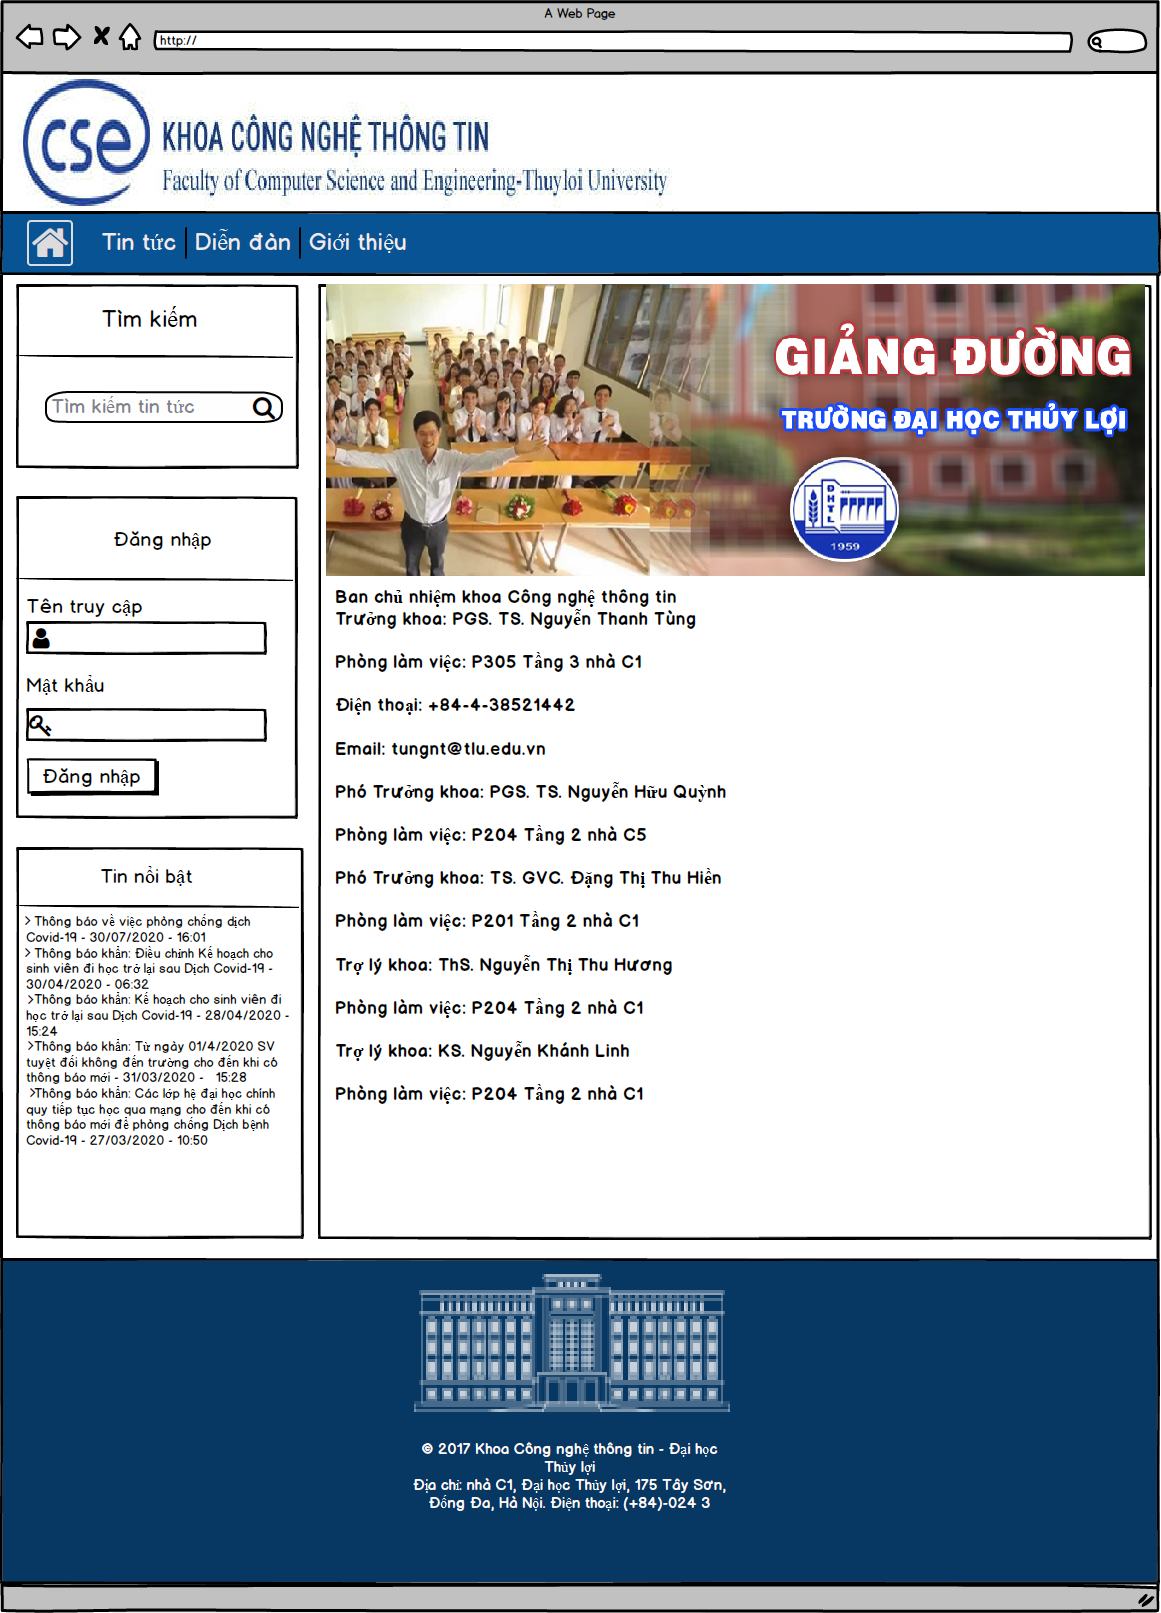 A Web Page
http://
cse
KHOA CÔNG NGHỆ THÔNG TIN
Faculty of Computer Science and Engineering-Thuyloi University
Tin tức
Diễn đàn
Giới thiệu
Tìm kiếm
Tìm kiếm tin tức
Đăng nhập
Tên truy cập
Mật khẩu
Đăng nhập
Tin nổi bật
> Thông báo về việc phòng chống dịch
Covid-19 - 30/07/2020 - 16:01
> Thông báo khẩn: Điều chỉnh Kế hoạch cho
sinh viên đi học trở lại sau Dịch Covid-19 -
30/04/2020 - 06:32
>Thông báo khẩn: Kế hoạch cho sinh viên đi
học trở lại sau Dịch Covid-19 - 28/04/2020 -
15:24
>Thông báo khẩn: Từ ngày 01/4/2020 SV
tuyệt đối không đến trường cho đến khi có
thông báo mới - 31/03/2020 - 15:28
>Thông báo khẩn: Các lớp hệ đại học chính
quy tiếp tục học qua mạng cho đến khi có
thông báo mới để phòng chống Dịch bệnh
Covid-19 - 27/03/2020 - 10:50
GIẢNG ĐƯỜNG
TRƯỜNG ĐẠI HỌC THỦY LỢI
ĐHTL
1959
Ban chủ nhiệm khoa Công nghệ thông tin
Trưởng khoa: PGS. TS. Nguyễn Thanh Tùng
Phòng làm việc: P305 Tầng 3 nhà C1
Điện thoại: +84-4-38521442
Email: tungnt@tlu.edu.vn
Phó Trưởng khoa: PGS. TS. Nguyễn Hữu Quỳnh
Phòng làm việc: P204 Tầng 2 nhà C5
Phó Trưởng khoa: TS. GVC. Đặng Thị Thu Hiền
Phòng làm việc: P201 Tầng 2 nhà C1
Trợ lý khoa: ThS. Nguyễn Thị Thu Hương
Phòng làm việc: P204 Tầng 2 nhà C1
Trợ lý khoa: KS. Nguyễn Khánh Linh
Phòng làm việc: P204 Tầng 2 nhà C1
© 2017 Khoa Công nghệ thông tin - Đại học
Thủy lợi
Địa chỉ: nhà C1, Đại học Thủy lợi, 175 Tây Sơn,
Đống Đa, Hà Nội. Điện thoại: (+84)-024 3